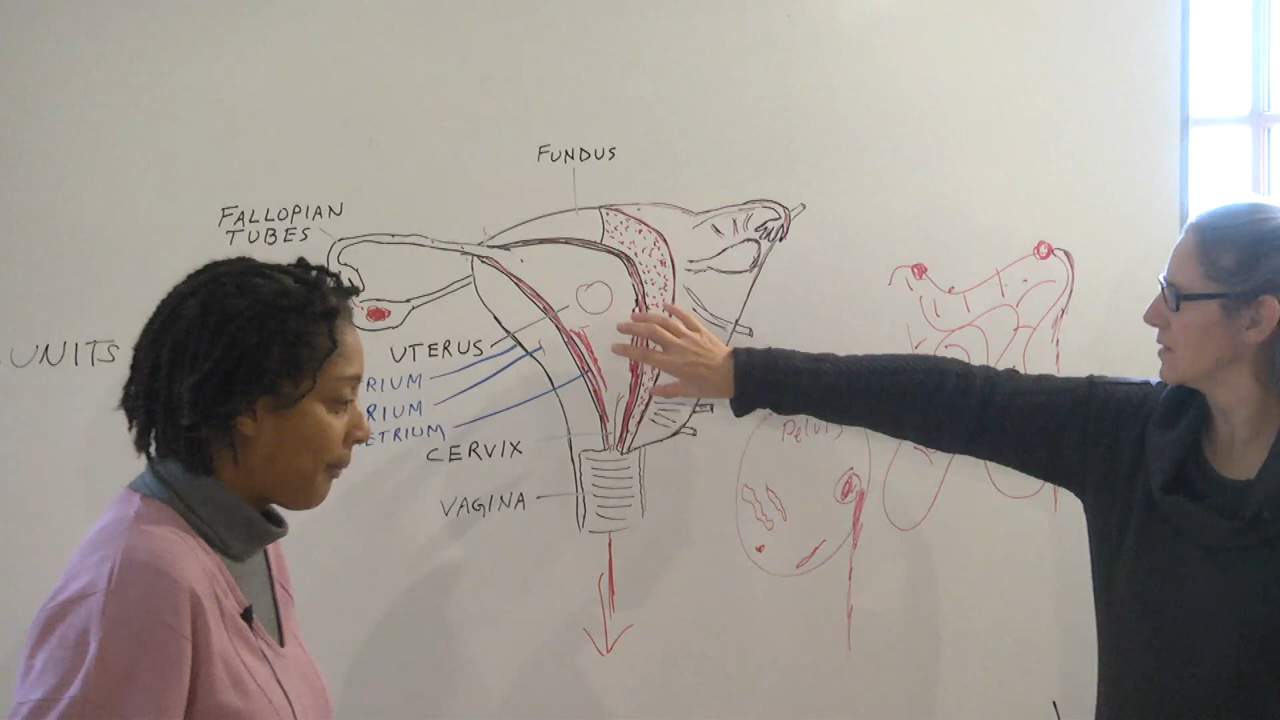 FUNDUS
FALLOPIAN
TUBES
UNITS
UTERUS
RIUM
RIUM
ETRIUM
CERVIX
VAGINA